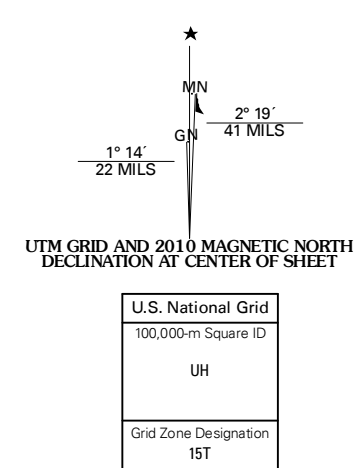 ★
MN
2° 19´
41 MILS
GN
1° 14´
22 MILS
UTM GRID AND 2010 MAGNETIC NORTH
DECLINATION AT CENTER OF SHEET
U.S. National Grid
100,000-m Square ID
UH
Grid Zone Designation
15T